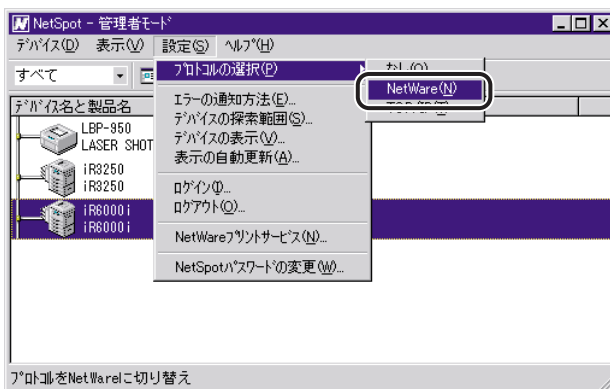 NetSpot - 管理者モード
デバイス(D) 表示(V) 設定(S) ヘルプ(H)
すべて
プロトコルの選択(P)
なし(O)
NetWare(N)
エラーの通知方法(E)...
デバイスの探索範囲(S)...
デバイスの表示(V)...
表示の自動更新(A)...
ログイン(I)...
ログアウト(O)...
NetWareプリントサービス(N)...
NetSpotパスワードの変更(W)...
デバイス名と製品名
LBP-950
LASER SHOT
iR3250
iR3250
iR6000i
iR6000i
プロトコルをNetWareに切り替え